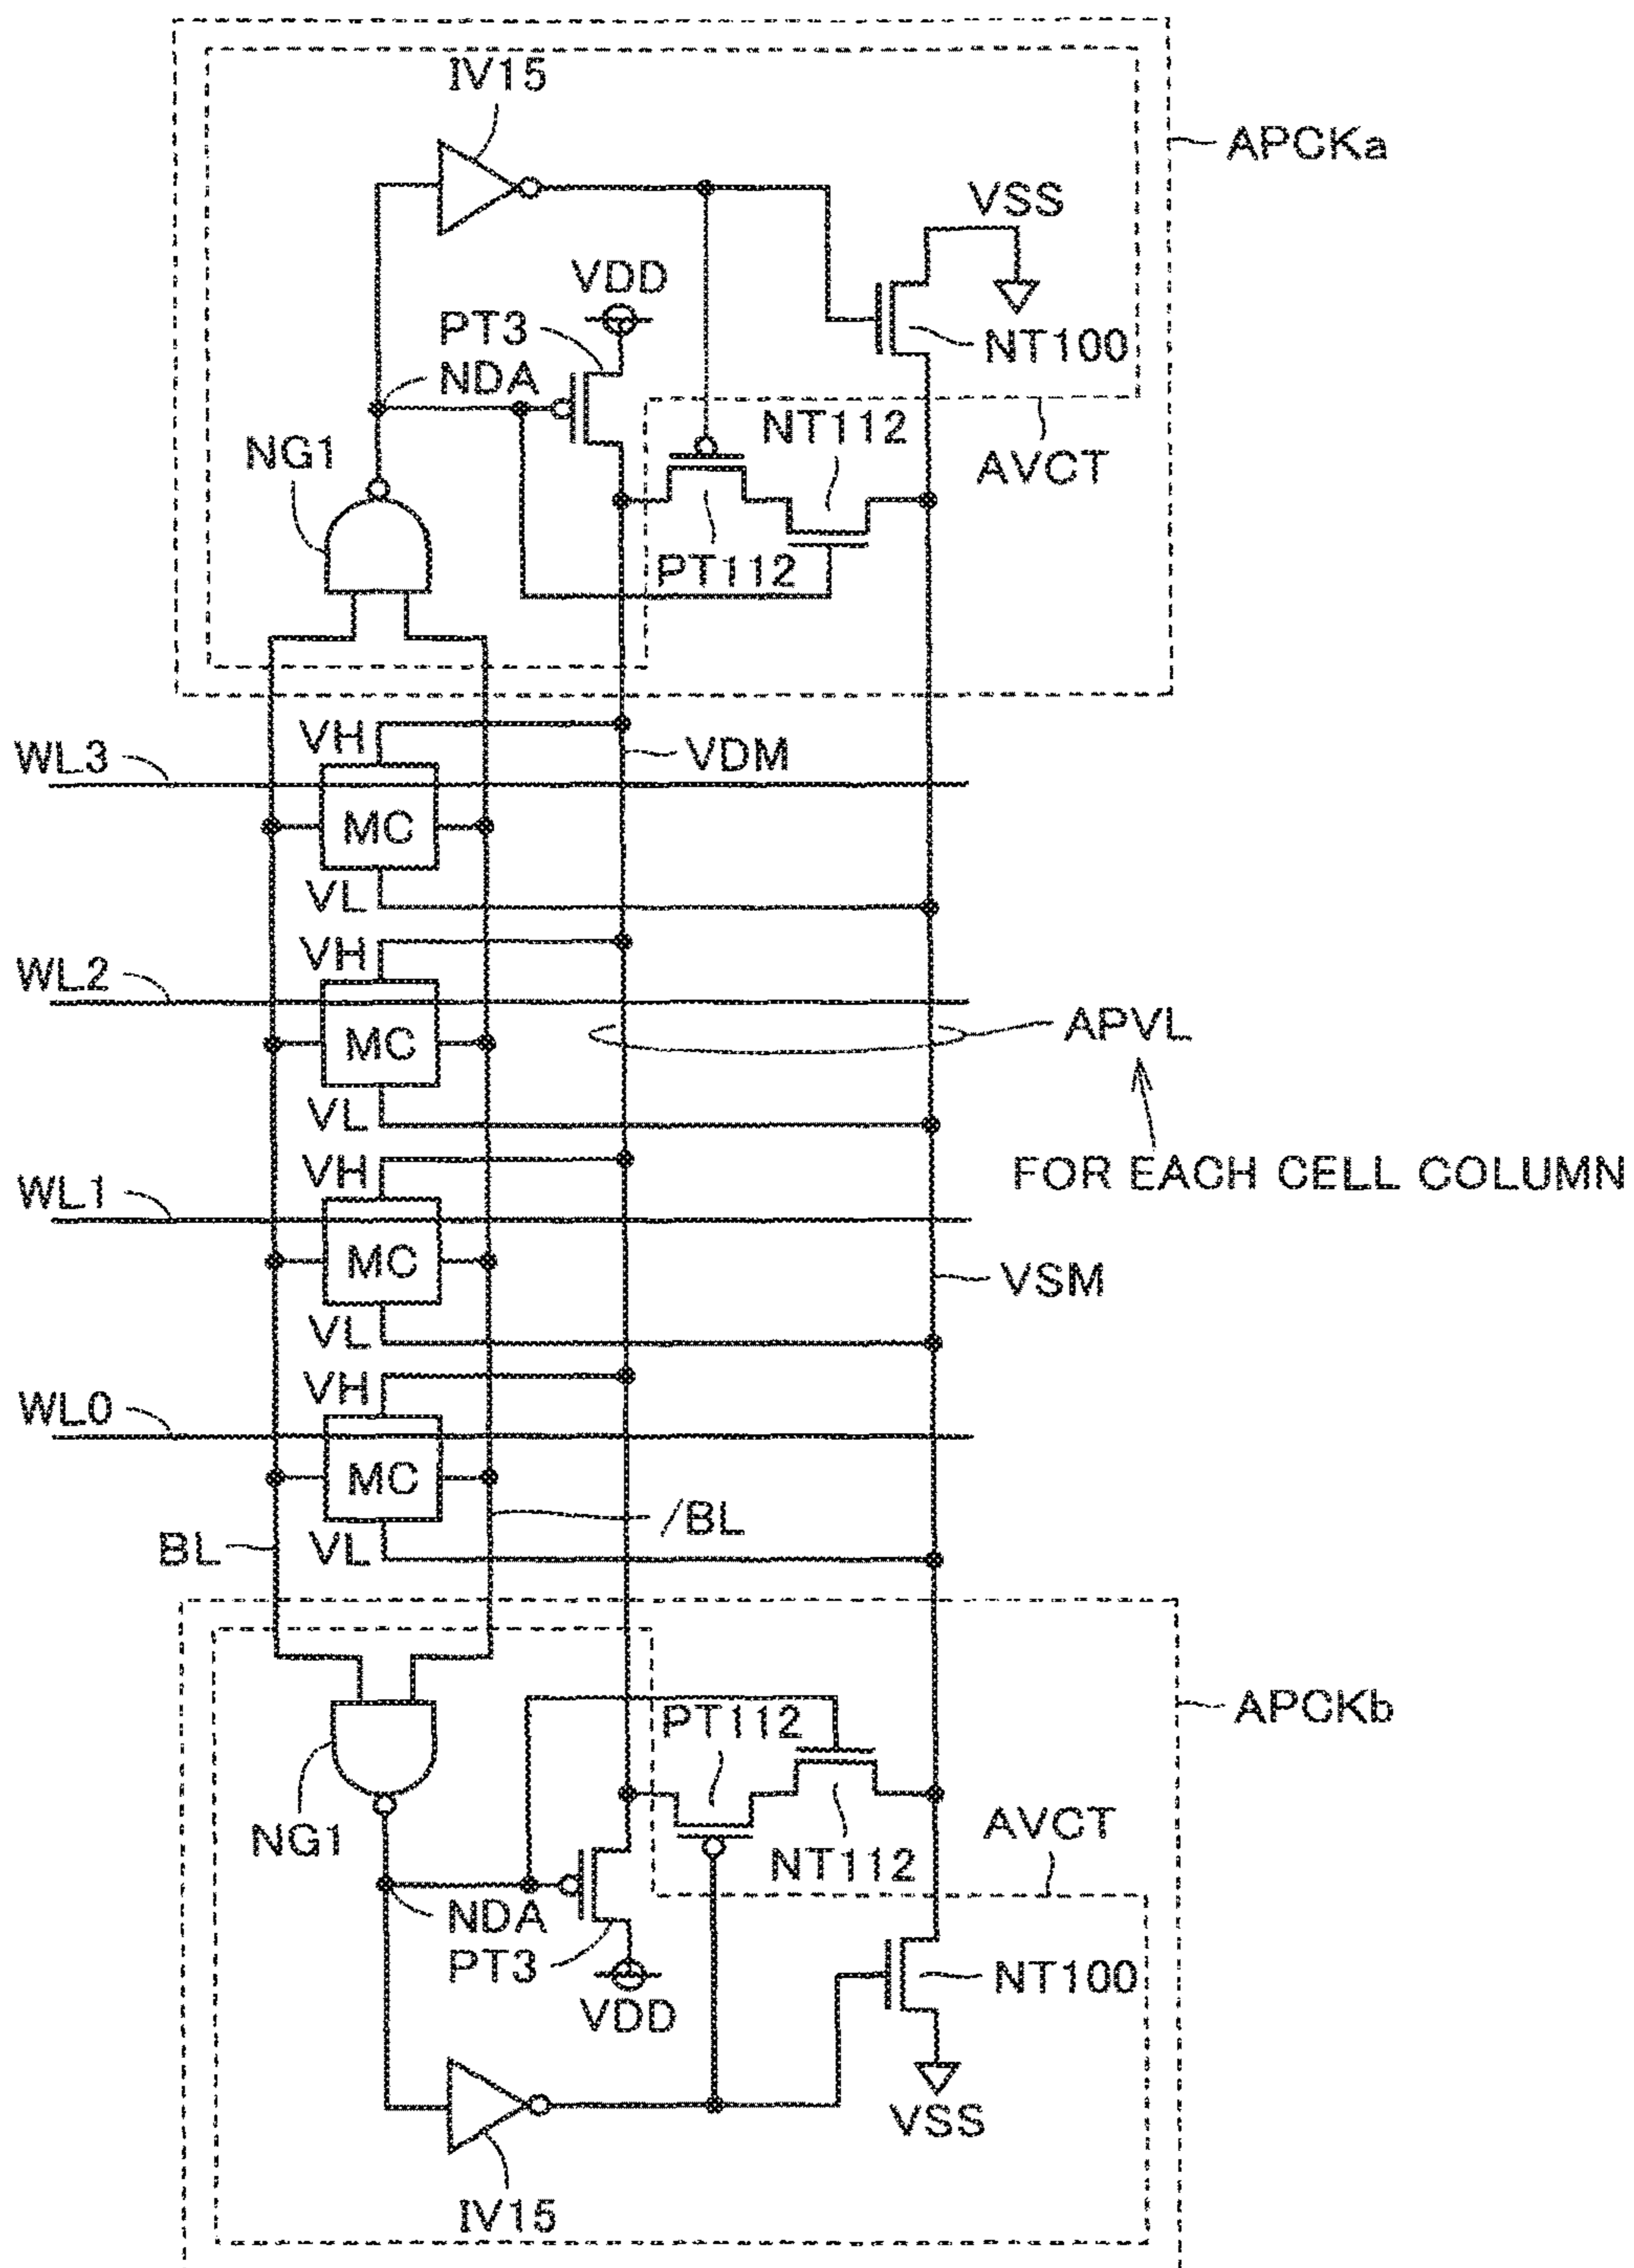 IV15
APCKa
VSS
VDD
PT3
NT100
NDA
NT112
NG1
AVCT
PT112
VH
WL3
VDM
MC
VL
VH
WL2
MC
APVL
VL
VH
FOR EACH CELL COLUMN
WL1
MC
VSM
VL
VH
WL0
MC
/BL
BL
VL
PT112
APCKb
NG1
AVCT
NT112
NDA
PT3
NT100
VDD
VSS
IV15